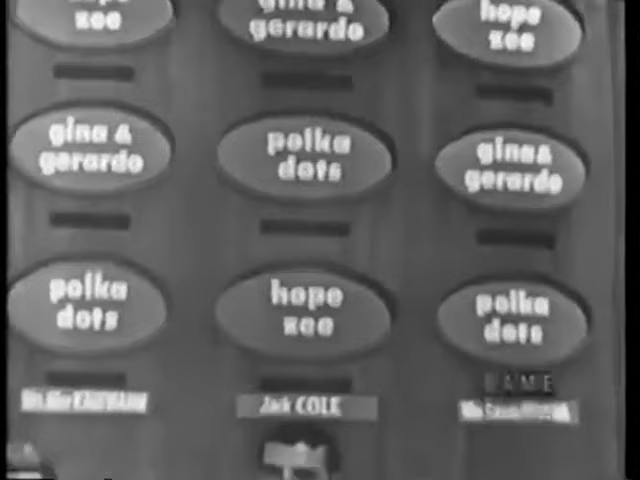 hope
zee
gina &
gerardo
hope
zee
gina &
gerardo
polka
dots
gina &
gerardo
polka
dots
hope
zee
polka
dots
Jack COLE